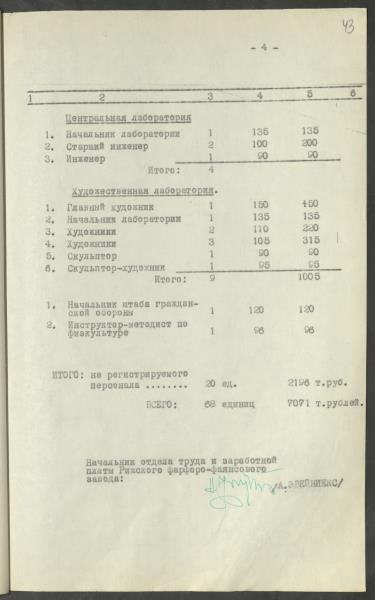 43
- 4 -
1 2 3 4 5 6
Центральная лаборатория
1. Начальник лаборатории 1 135 135
2. Старший инженер 2 100 200
3. Инженер 1 90 90
Итого: 4
Художественная лаборатория.
1. Главный художник 1 150 150
2. Начальник лаборатории 1 135 135
3. Художники 2 110 220
4. Художники 3 105 315
5. Скульптор 1 90 90
6. Скульптор-художник 1 95 95
Итого: 9 1005
1. Начальник штаба граждан-
ской обороны 1 120 120
2. Инструктор-методист по
физкультуре 1 96 96
ИТОГО: не регистрируемого
персонала ........ 20 ед. 2196 т.руб.
ВСЕГО: 68 единиц 7071 т.рублей.
Начальник отдела труда и заработной
платы Рижского фарфоро-фаянсового
завода: /А.ЗВЕЙНИЕКС/